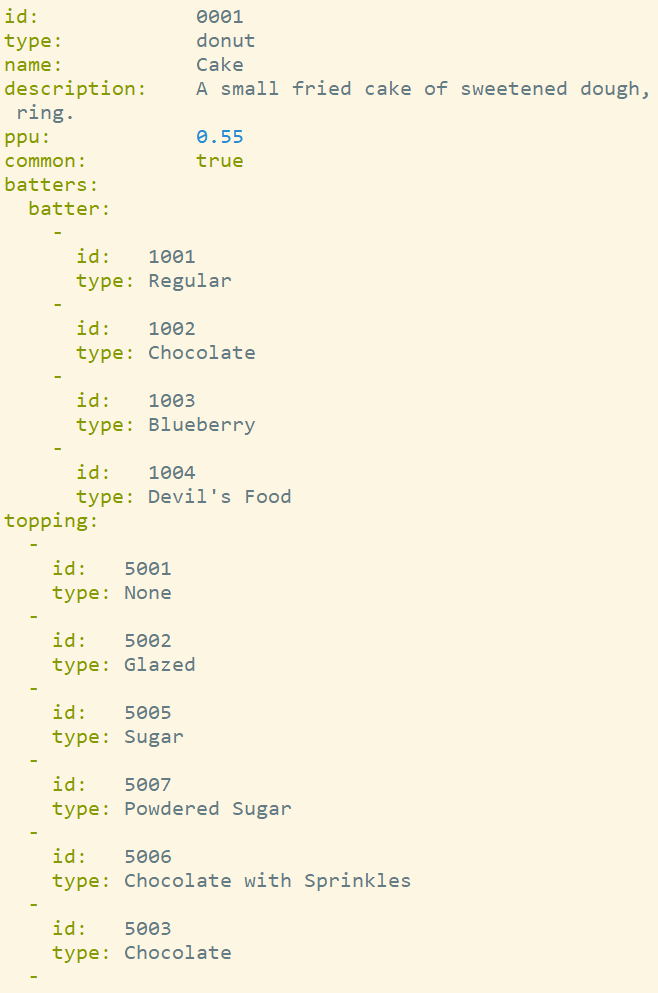 id:             0001
type:           donut
name:           Cake
description:    A small fried cake of sweetened dough,
 ring.
ppu:            0.55
common:         true
batters:
  batter:
    -
      id:   1001
      type: Regular
    -
      id:   1002
      type: Chocolate
    -
      id:   1003
      type: Blueberry
    -
      id:   1004
      type: Devil's Food
topping:
  -
    id:   5001
    type: None
  -
    id:   5002
    type: Glazed
  -
    id:   5005
    type: Sugar
  -
    id:   5007
    type: Powdered Sugar
  -
    id:   5006
    type: Chocolate with Sprinkles
  -
    id:   5003
    type: Chocolate
  -